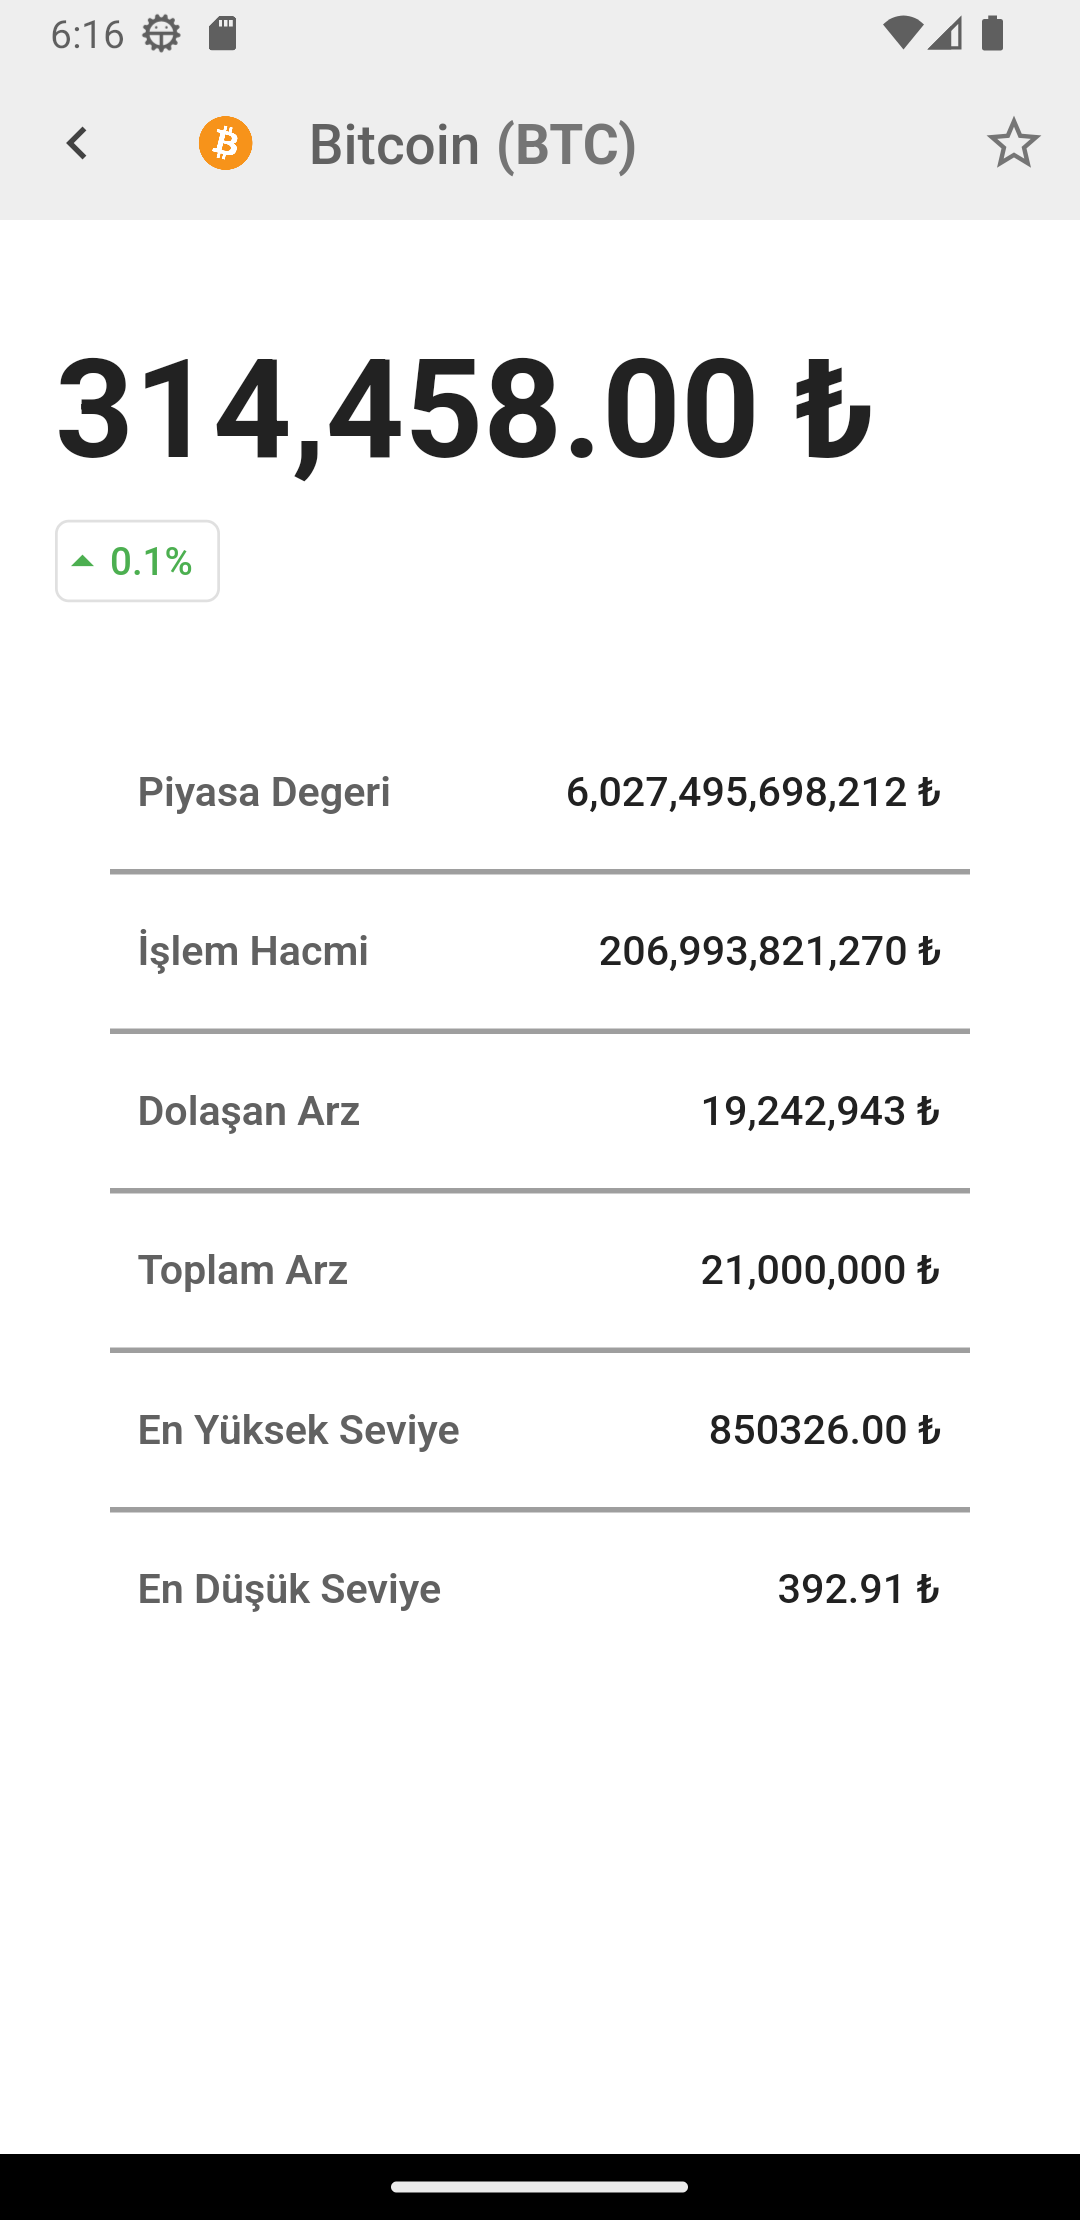 6:16
Bitcoin (BTC)
314,458.00 ₺
0.1%
Piyasa Degeri 6,027,495,698,212 ₺
İşlem Hacmi 206,993,821,270 ₺
Dolaşan Arz 19,242,943 ₺
Toplam Arz 21,000,000 ₺
En Yüksek Seviye 850326.00 ₺
En Düşük Seviye 392.91 ₺